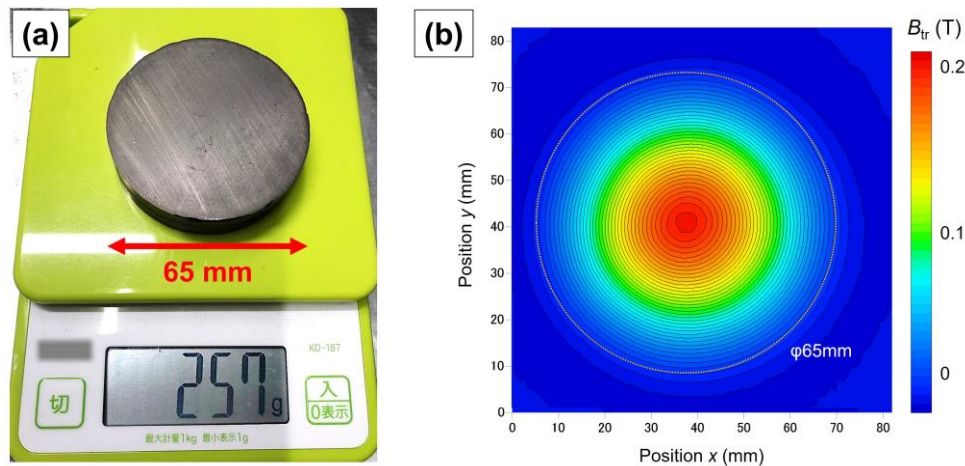 (a)
65 mm
KD-187
切
257g
入
0表示
最大計量1kg 最小表示1g
(b)
Btr (T)
0.2
0.1
0
Position y (mm)
80
70
60
50
40
30
20
10
0
φ65mm
0 10 20 30 40 50 60 70 80
Position x (mm)